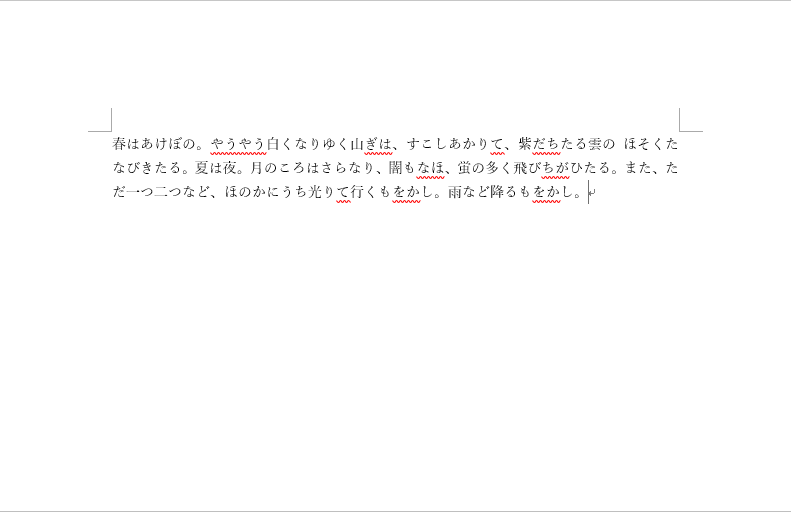 春はあけぼの。やうやう白くなりゆく山ぎは、すこしあかりて、紫だちたる雲の ほそくた
なびきたる。夏は夜。月のころはさらなり、闇もなほ、蛍の多く飛びちがひたる。また、た
だ一つ二つなど、ほのかにうち光りて行くもをかし。雨など降るもをかし。